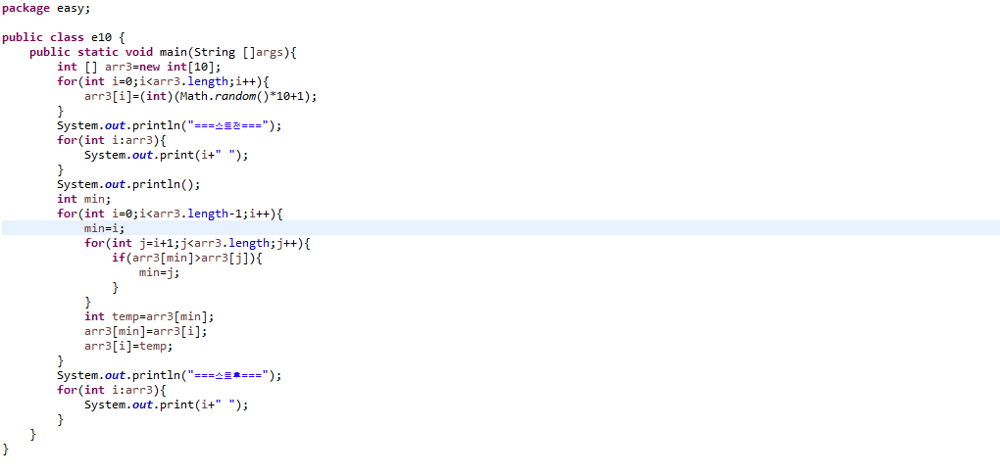 package easy;
public class e10 {
public static void main(String []args){
int [] arr3=new int[10];
for(int i=0;i<arr3.length;i++){
arr3[i]=(int)(Math.random()*10+1);
}
System.out.println("===소트전===");
for(int i:arr3){
System.out.print(i+" ");
}
System.out.println();
int min;
for(int i=0;i<arr3.length-1;i++){
min=i;
for(int j=i+1;j<arr3.length;j++){
if(arr3[min]>arr3[j]){
min=j;
}
}
int temp=arr3[min];
arr3[min]=arr3[i];
arr3[i]=temp;
}
System.out.println("===소트후===");
for(int i:arr3){
System.out.print(i+" ");
}
}
}